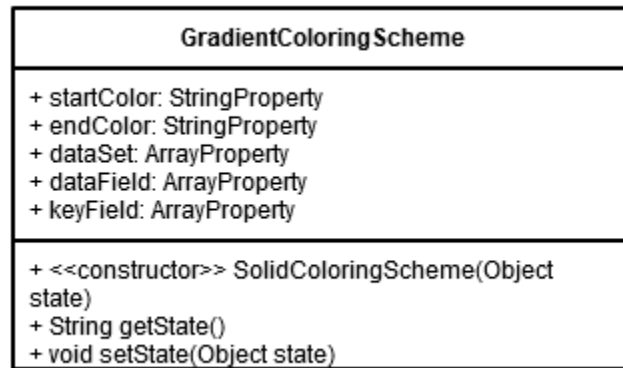 GradientColoringScheme
+ startColor: StringProperty
+ endColor: StringProperty
+ dataSet: ArrayProperty
+ dataField: ArrayProperty
+ keyField: ArrayProperty
+ <<constructor>> SolidColoringScheme(Object
state)
+ String getState()
+ void setState(Object state)